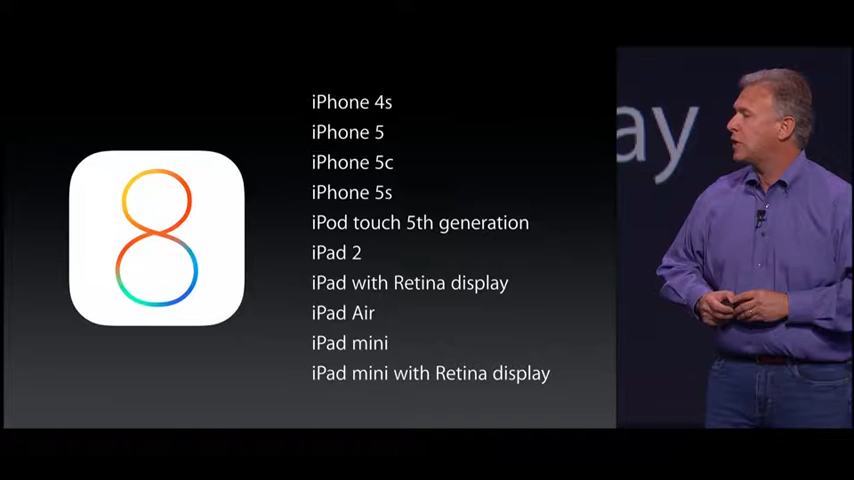 8
iPhone 4s
iPhone 5
iPhone 5c
iPhone 5s
iPod touch 5th generation
iPad 2
iPad with Retina display
iPad Air
iPad mini
iPad mini with Retina display
ay